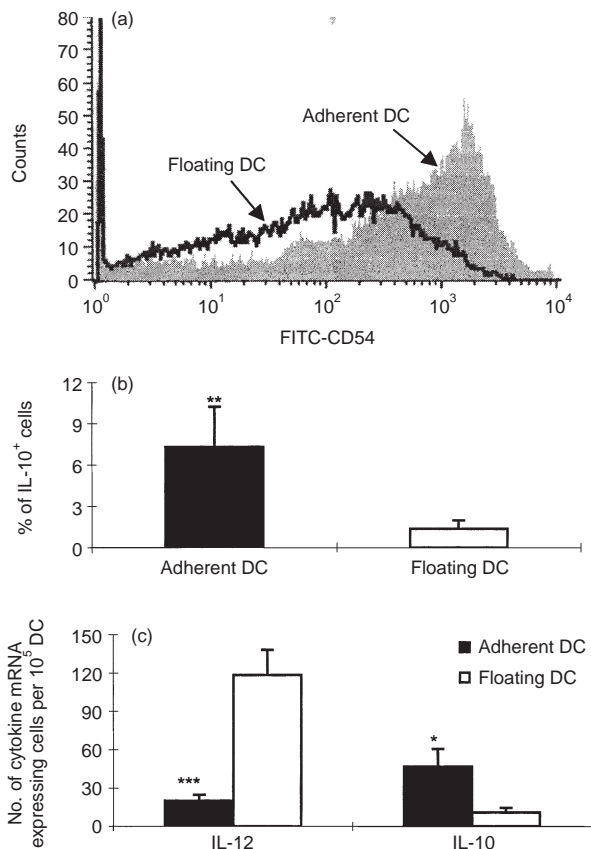 (a)
80
70
60
50
40
30
20
10
0
Counts
Adherent DC
Floating DC
10⁰ 10¹ 10² 10³ 10⁴
FITC-CD54
(b)
12
9
6
3
0
% of IL-10⁺ cells
**
Adherent DC Floating DC
(c)
150
120
90
60
30
0
No. of cytokine mRNA
expressing cells per 10⁵ DC
Adherent DC
Floating DC
***
*
IL-12 IL-10